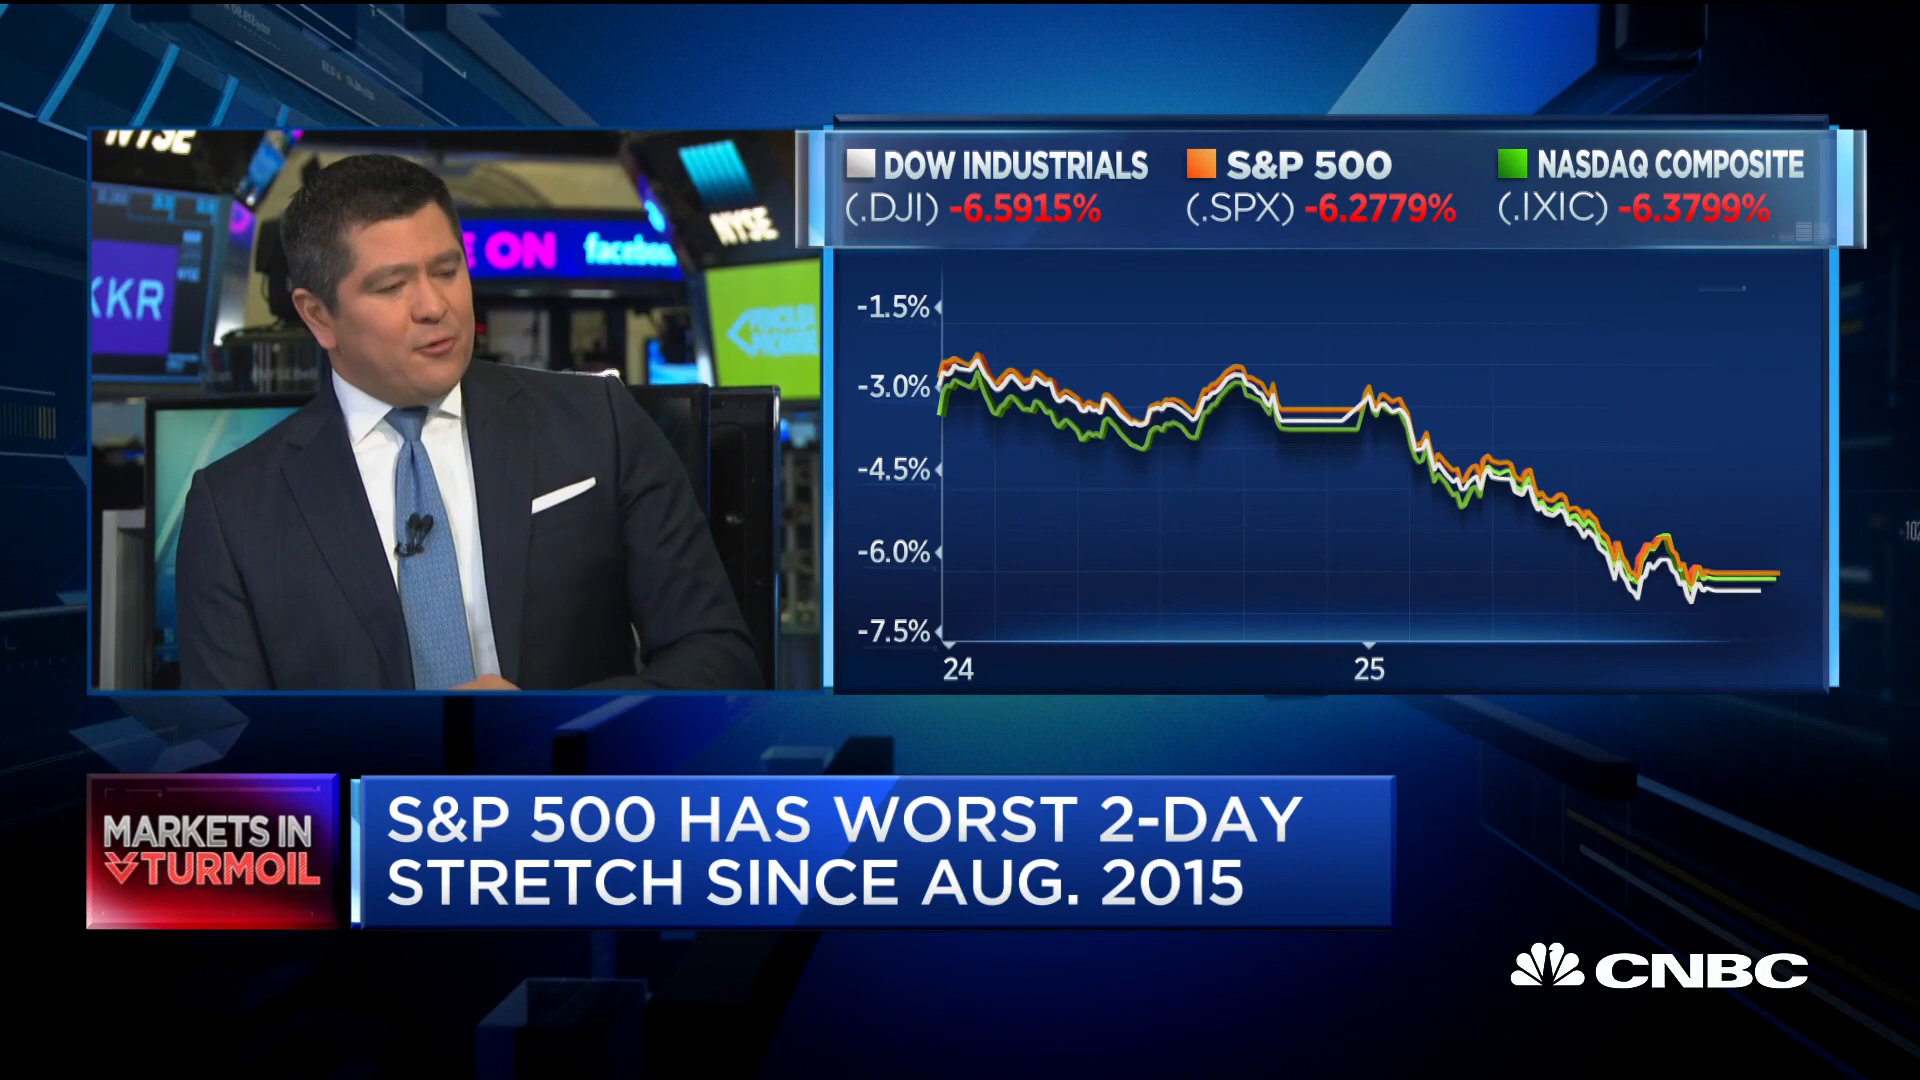 NYSE
KKR
E ON
facebook
NYSE
DOW INDUSTRIALS
(.DJI) -6.5915%
S&P 500
(.SPX) -6.2779%
NASDAQ COMPOSITE
(.IXIC) -6.3799%
-1.5%
-3.0%
-4.5%
-6.0%
-7.5%
24
25
MARKETS IN
TURMOIL
S&P 500 HAS WORST 2-DAY
STRETCH SINCE AUG. 2015
CNBC